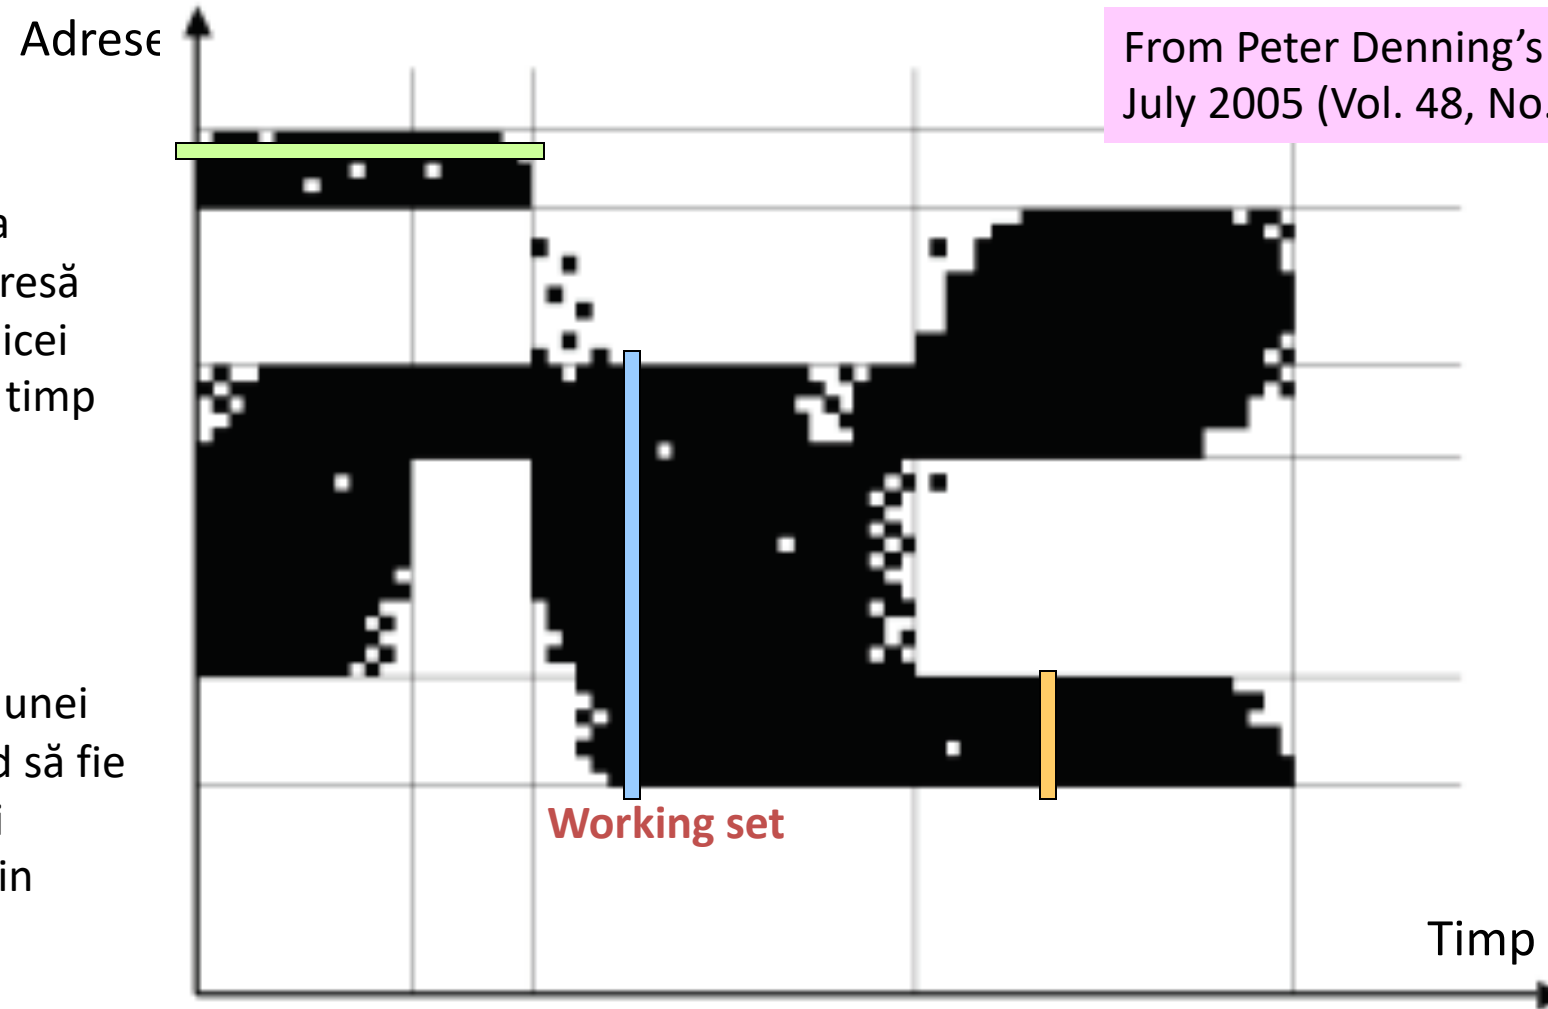 Adrese
From Peter Denning's
July 2005 (Vol. 48, No.
a
resă
icei
timp
unei
d să fie
i
in
Working set
Timp